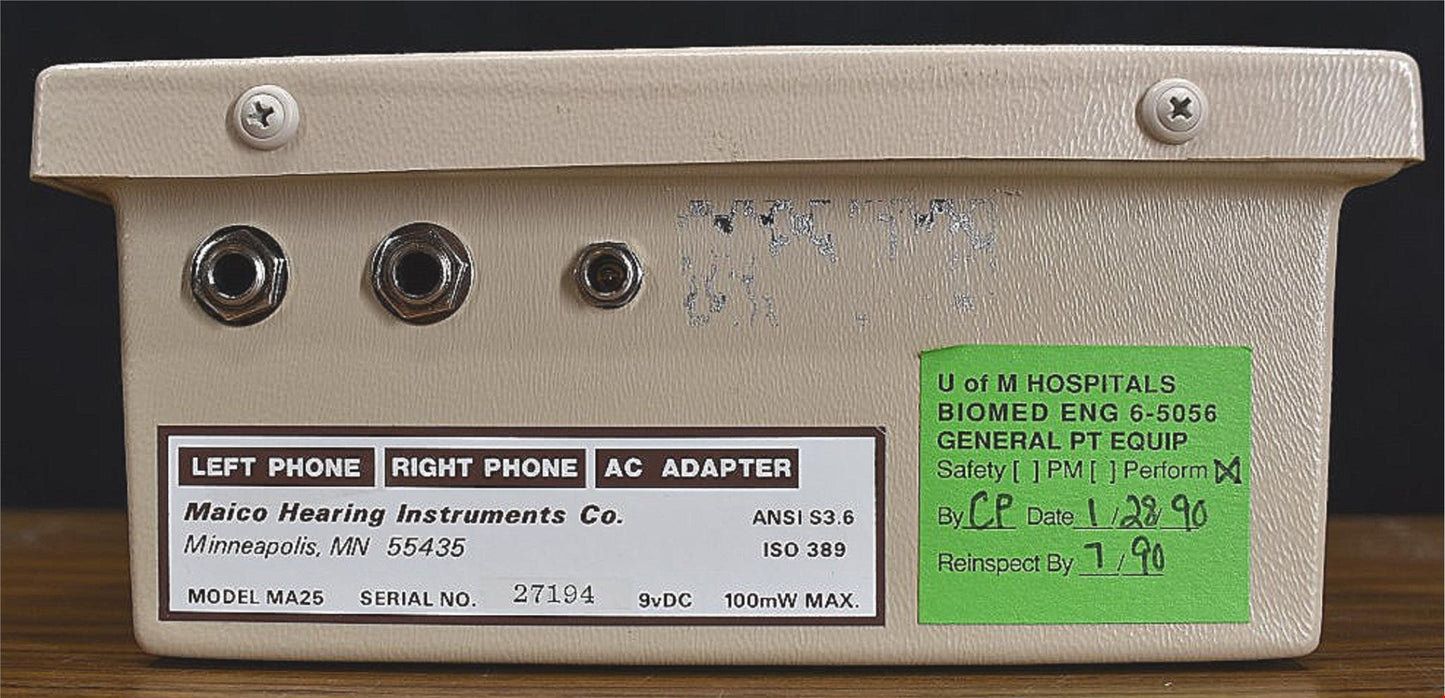 LEFT PHONE RIGHT PHONE AC ADAPTER
Maico Hearing Instruments Co. ANSI S3.6
Minneapolis, MN 55435 ISO 389
MODEL MA25 SERIAL NO. 27194 9vDC 100mW MAX.
U of M HOSPITALS
BIOMED ENG 6-5056
GENERAL PT EQUIP
Safety [ ] PM [ ] Perform [X]
By CP Date 1/28/90
Reinspect By 7/90